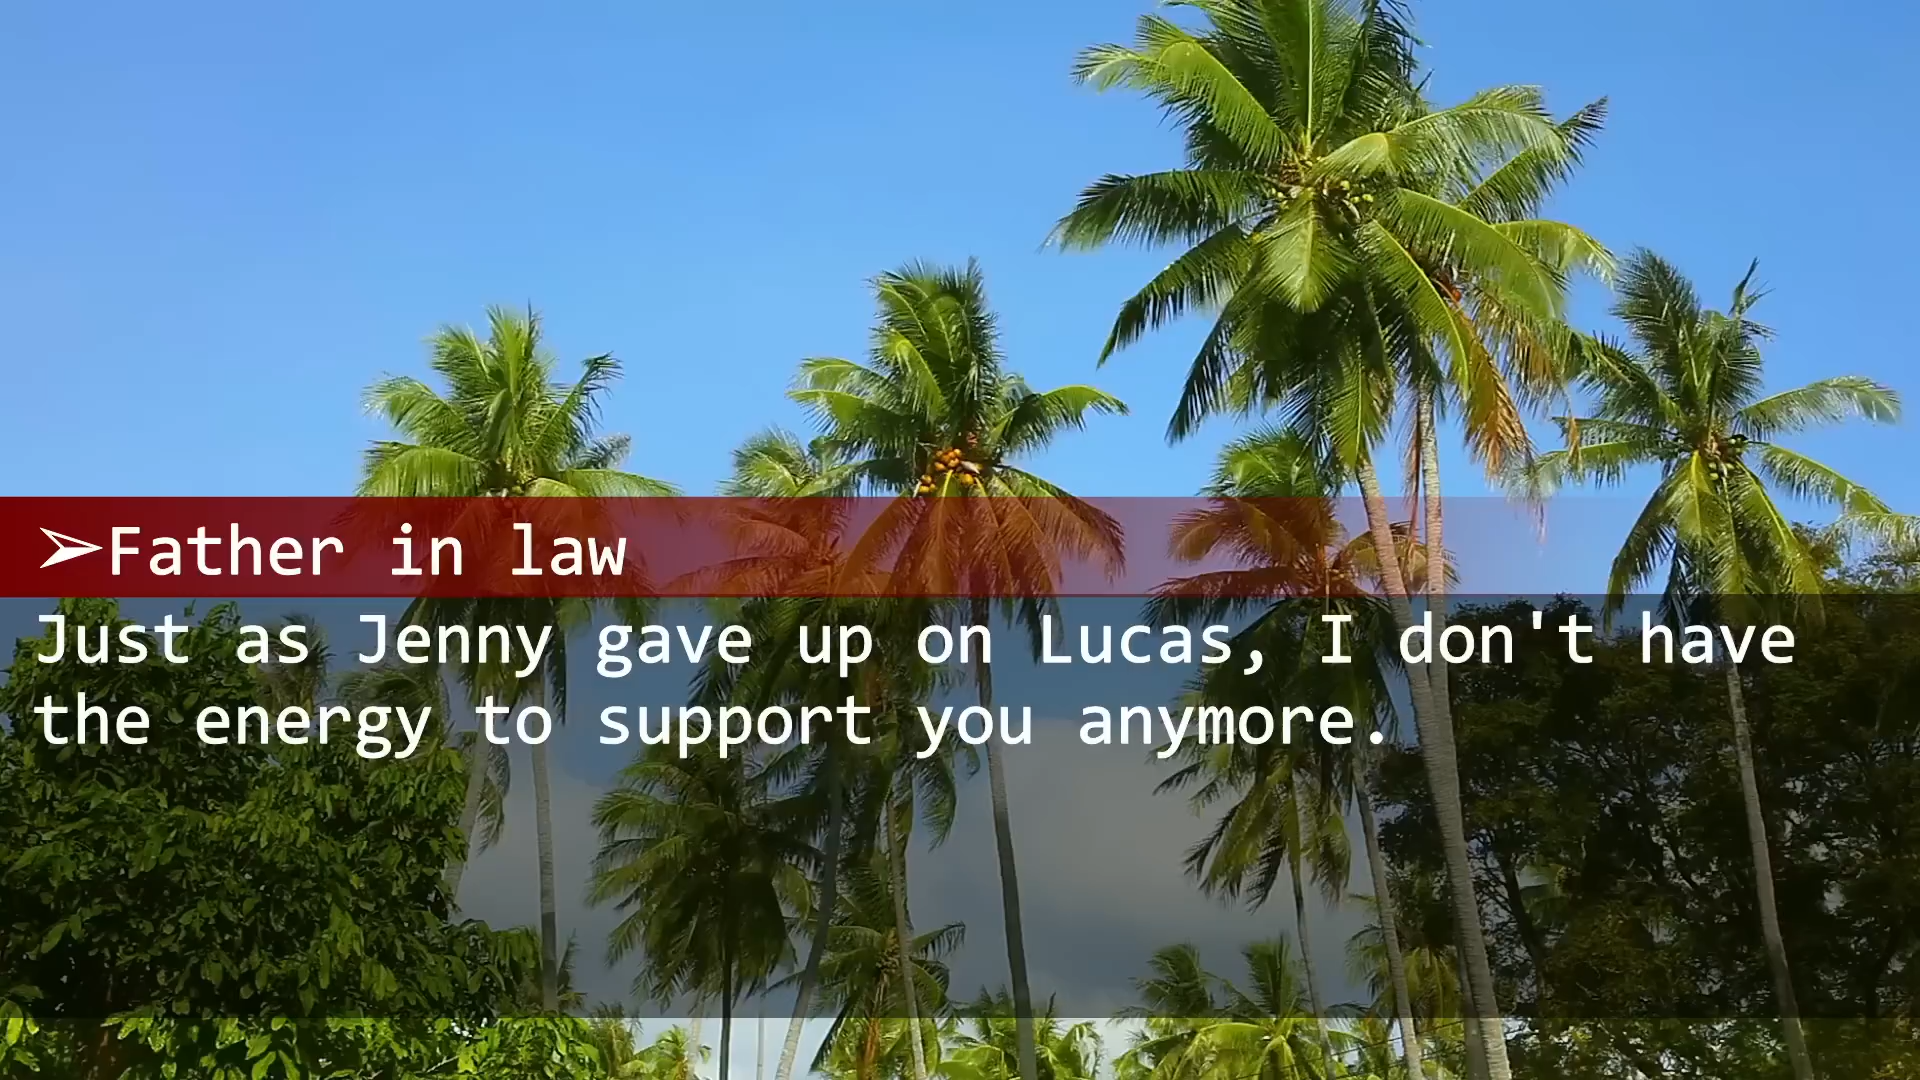 ➢Father in law
Just as Jenny gave up on Lucas, I don't have
the energy to support you anymore.